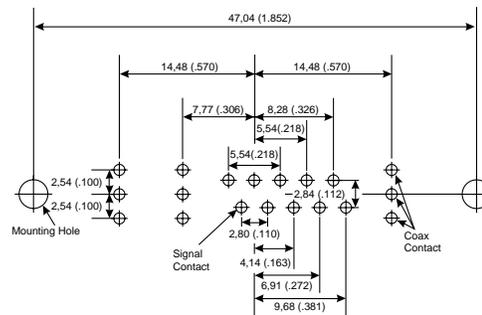 47,04 (1.852)
14,48 (.570)
14,48 (.570)
7,77 (.306)
8,28 (.326)
5,54(.218)
5,54(.218)
2,54 (.100)
2,84 (.112)
2,54 (.100)
Mounting Hole
Signal
Contact
2,80 (.110)
Coax
Contact
4,14 (.163)
6,91 (.272)
9,68 (.381)